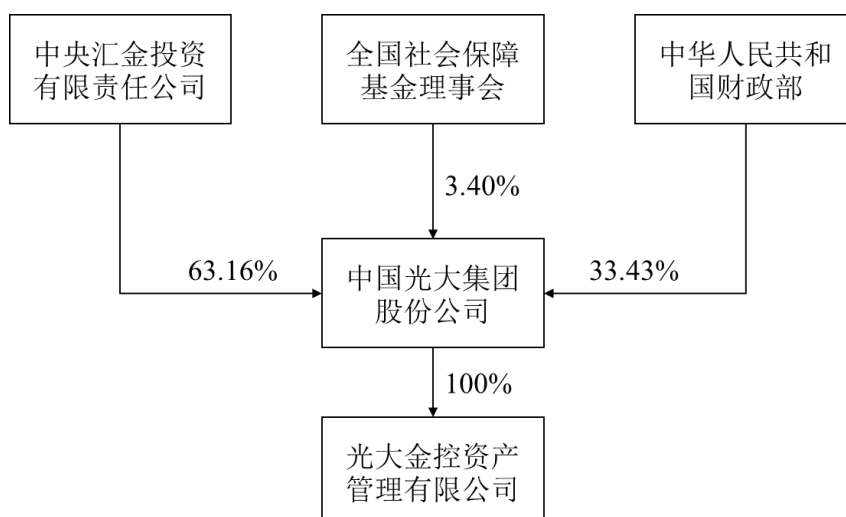 中央汇金投资
有限责任公司
全国社会保障
基金理事会
中华人民共和
国财政部
3.40%
63.16%
中国光大集团
股份公司
33.43%
100%
光大金控资产
管理有限公司